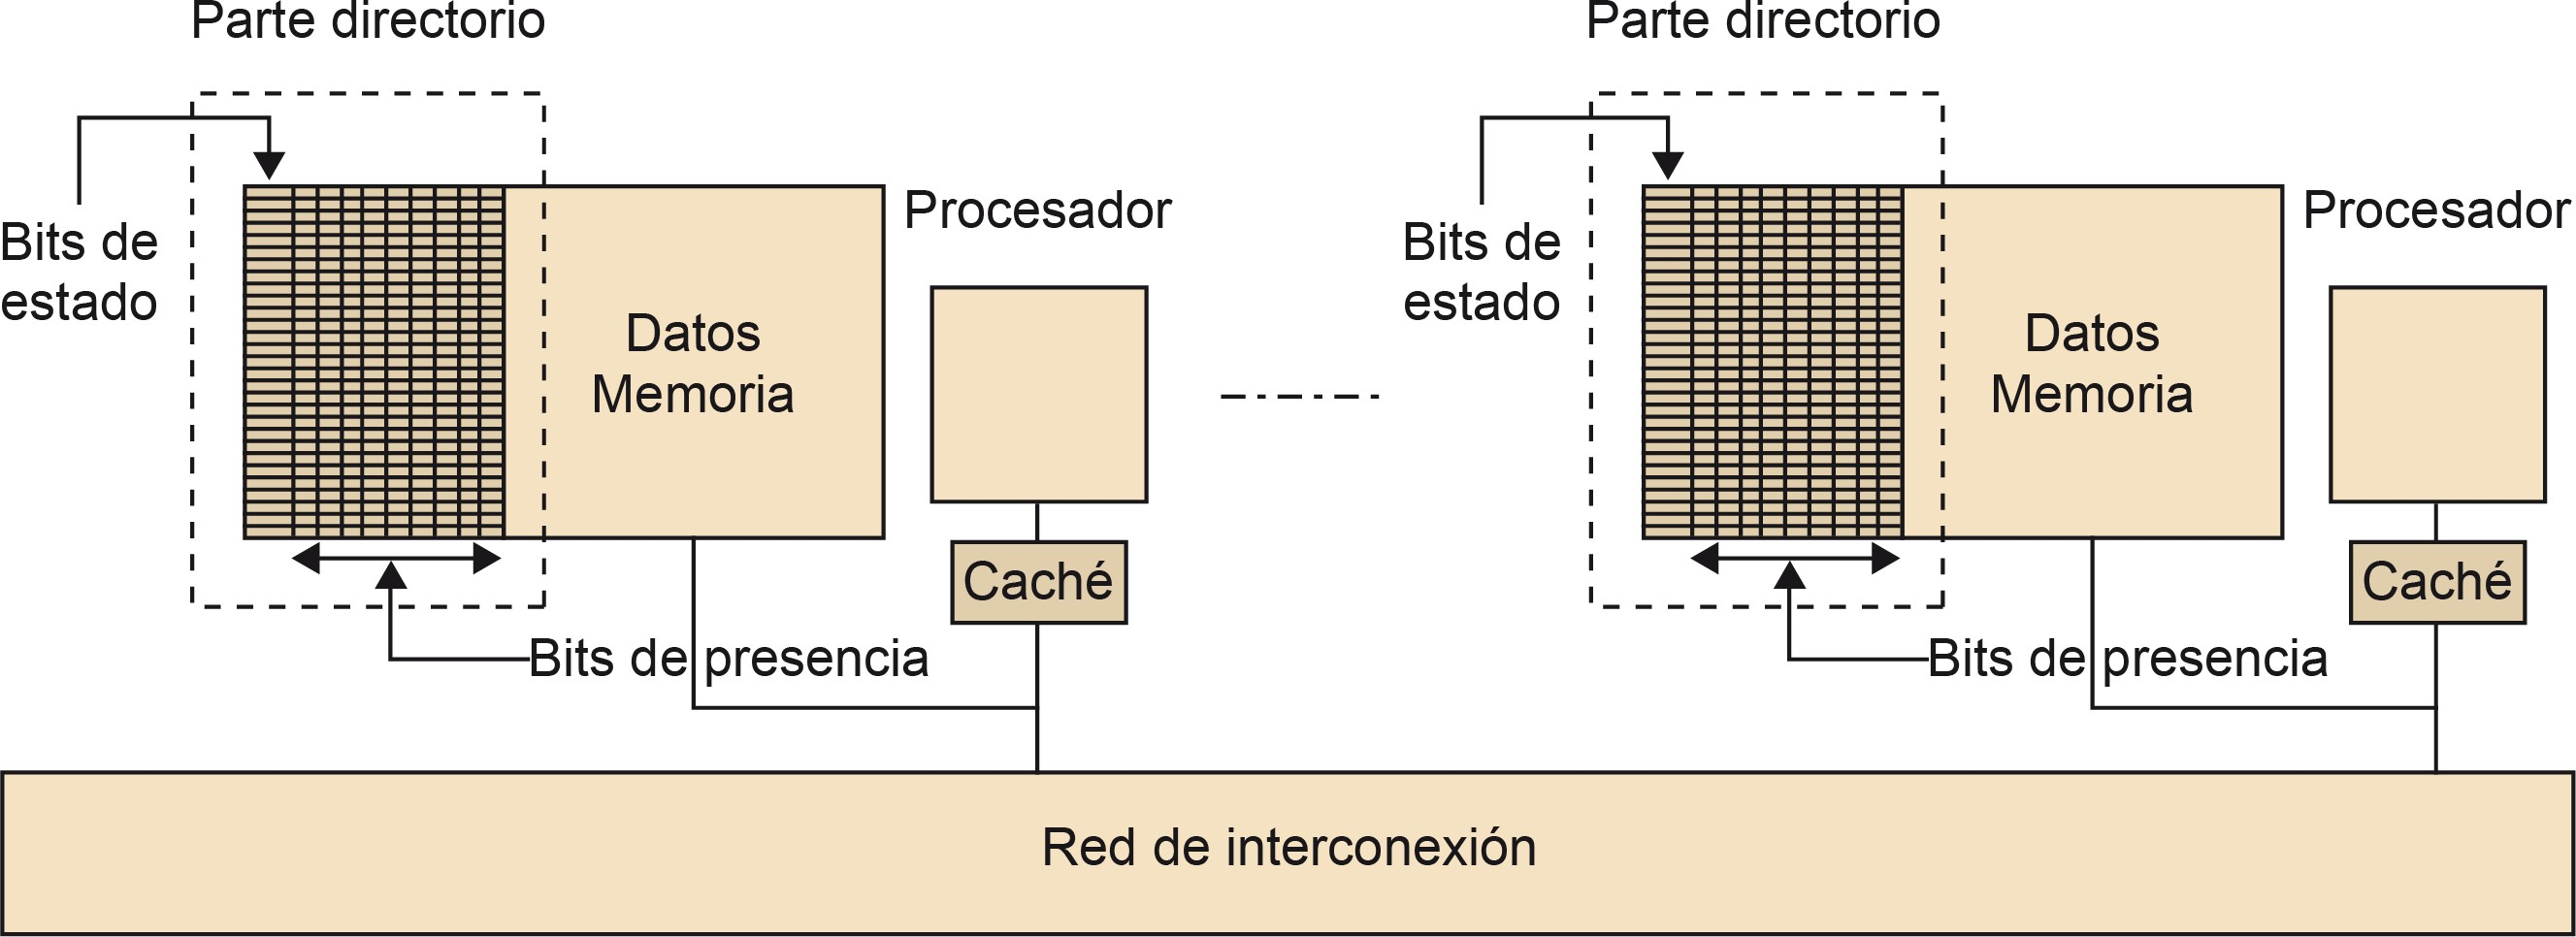 Parte directorio
Bits de
estado
Datos
Memoria
Procesador
Caché
Bits de presencia
Parte directorio
Bits de
estado
Datos
Memoria
Procesador
Caché
Bits de presencia
Red de interconexión